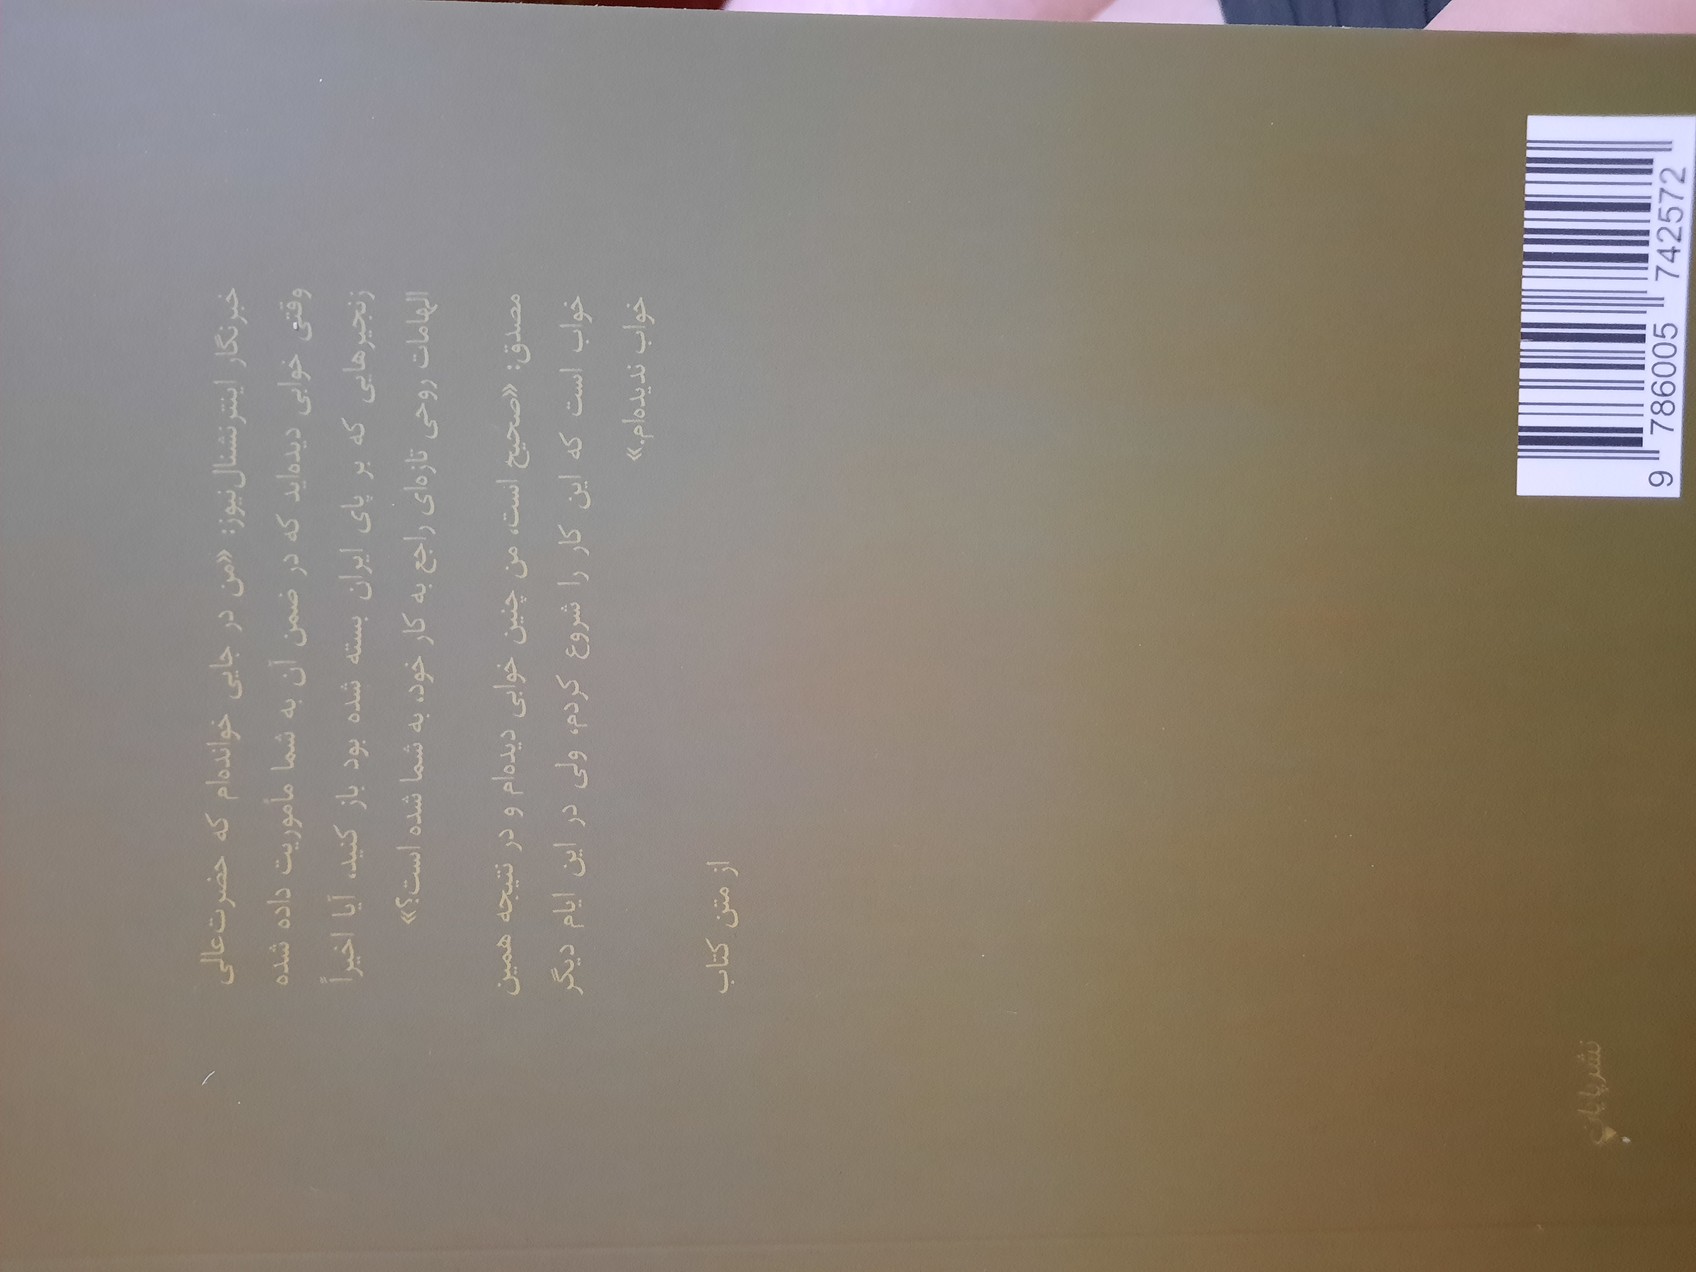 خبرنگار اینترنشنال‌نیوز: «من در جایی خوانده‌ام که حضرت‌عالی
وقتی خوابی دیده‌اید که در ضمن آن به شما مأموریت داده شده
زنجیرهایی که بر پای ایران بسته شده بود باز کنید، آیا اخیراً
الهامات روحی تازه‌ای راجع به کار خود، به شما شده است؟»
مصدق: «صحیح است، من چنین خوابی دیده‌ام و در نتیجه همین
خواب است که این کار را شروع کردم، ولی در این ایام دیگر
خواب ندیده‌ام.»
از متن کتاب
9 786005 742572
نشر پایان